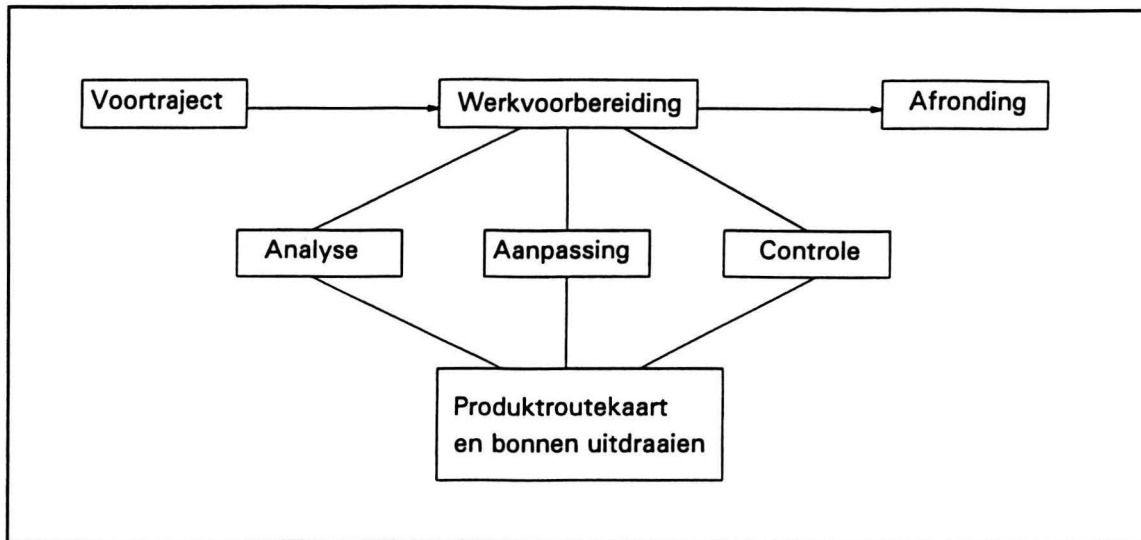 Voortraject
Werkvoorbereiding
Afronding
Analyse
Aanpassing
Controle
Produktroutekaart
en bonnen uitdraaien